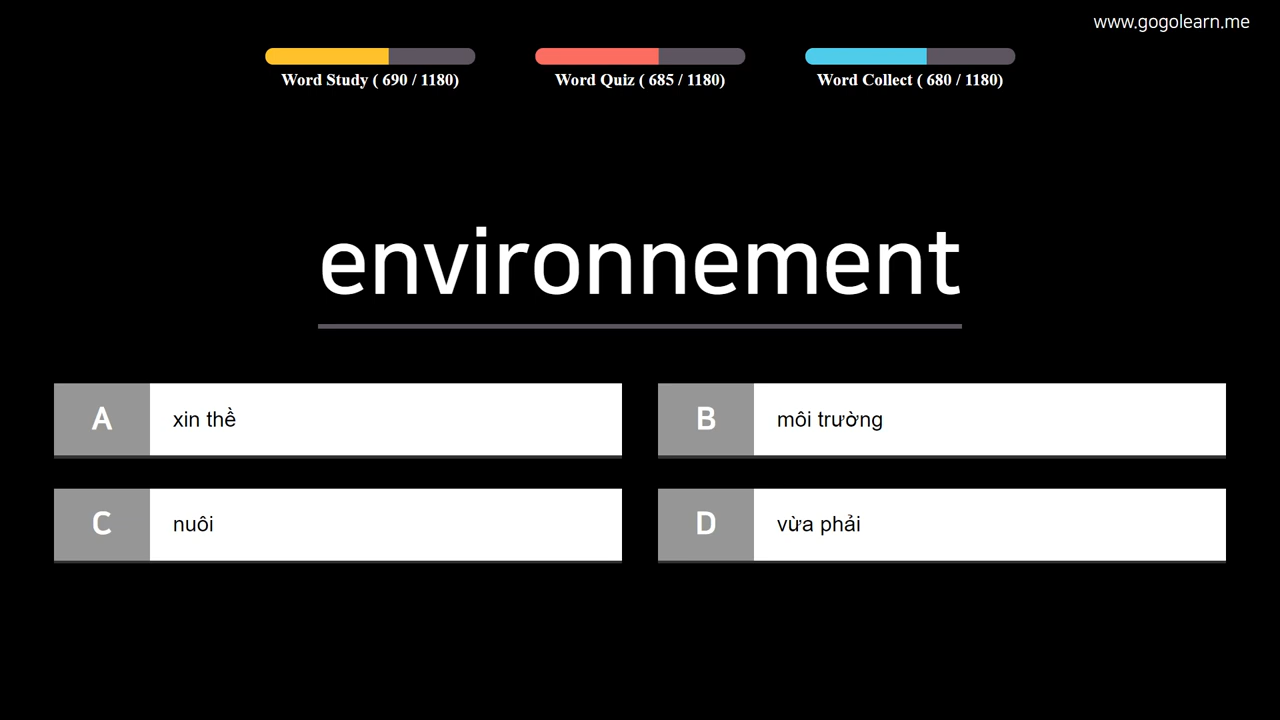 www.gogolearn.me
Word Study ( 690 / 1180)
Word Quiz ( 685 / 1180)
Word Collect ( 680 / 1180)
environnement
A xin thề
B môi trường
C nuôi
D vừa phải